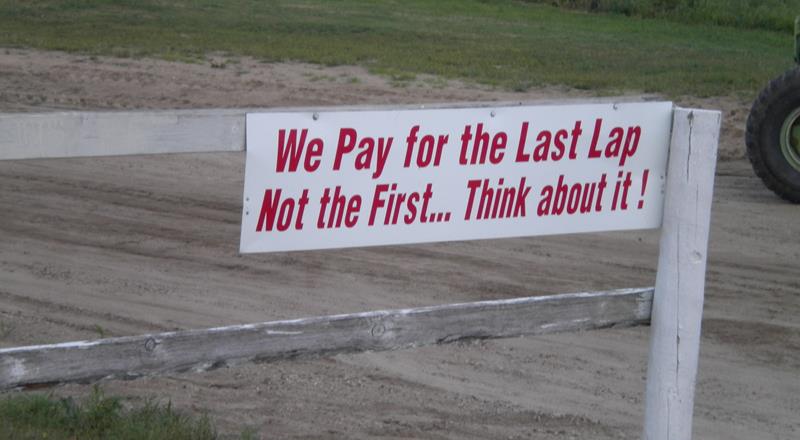 We Pay for the Last Lap
Not the First... Think about it !